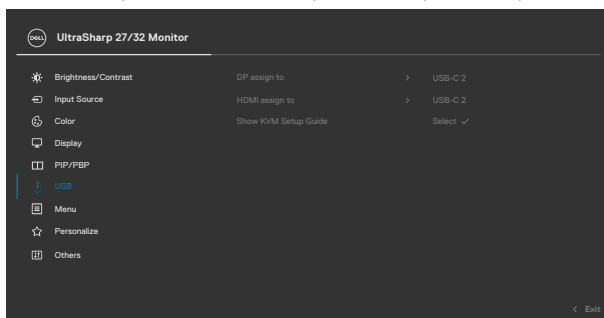 DELL UltraSharp 27/32 Monitor
Brightness/Contrast DP assign to > USB-C 2
Input Source HDMI assign to > USB-C 2
Color Show KVM Setup Guide Select ✓
Display
PIP/PBP
USB
Menu
Personalize
Others
< Exit